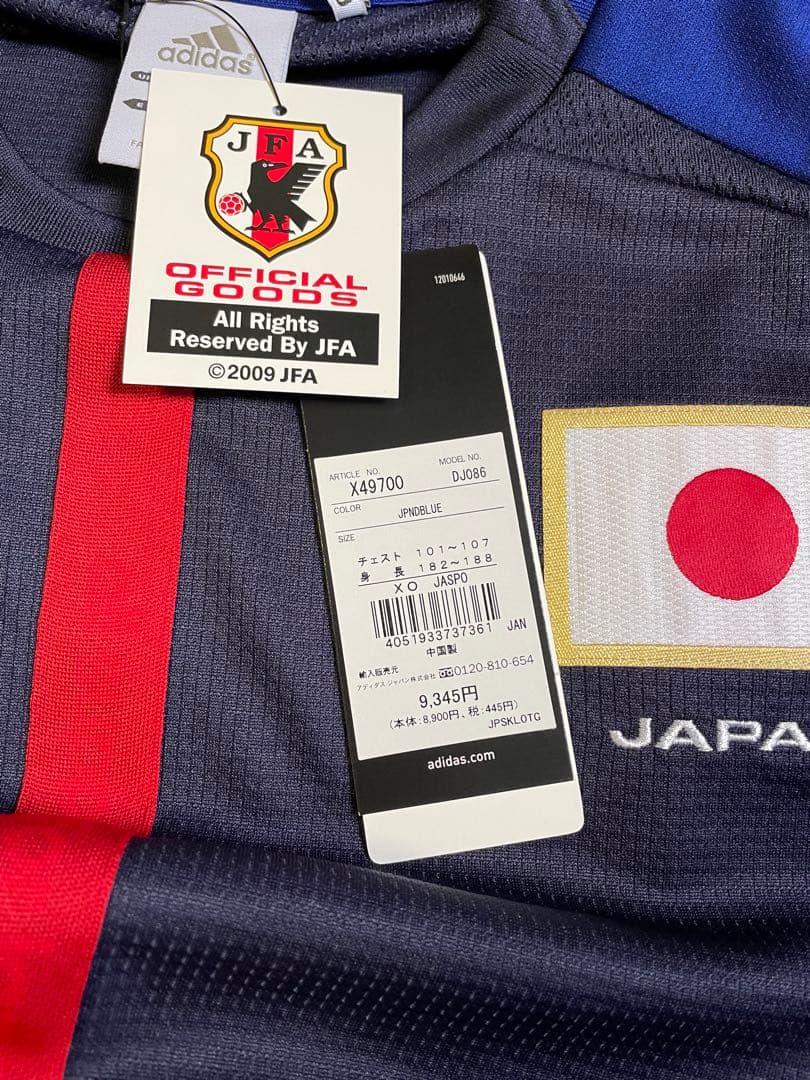 adidas
JFA
OFFICIAL
GOODS
All Rights
Reserved By JFA
©2009 JFA
12010646
ARTICLE NO.
MODEL NO.
X49700
DJ086
COLOR
JPNDBLUE
SIZE
チェスト 101～107
身 長 182～188
XO JASPO
4051933737361 JAN
中国製
輸入販売元
アディダス ジャパン株式会社 0120-810-654
9,345円
(本体:8,900円、税:445円)
JPSKLOTG
adidas.com
JAPA